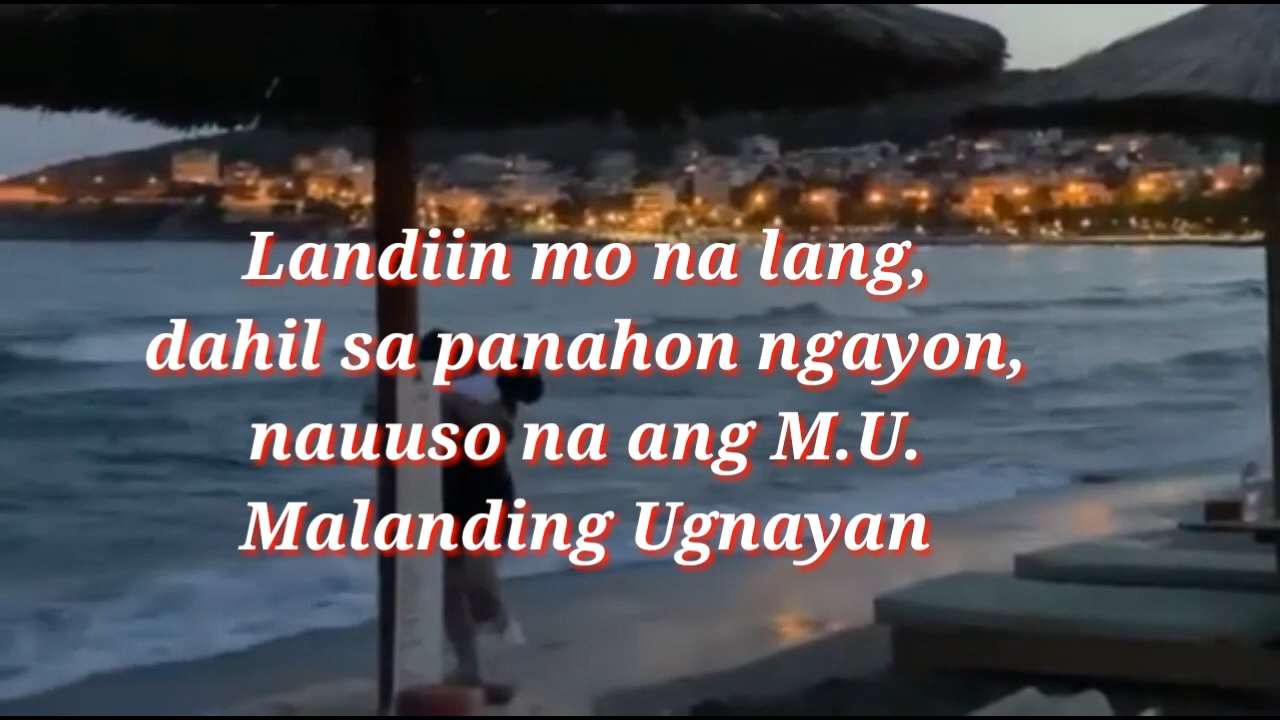 Landiin mo na lang,
dahil sa panahon ngayon,
nauuso na ang M.U.
Malanding Ugnayan